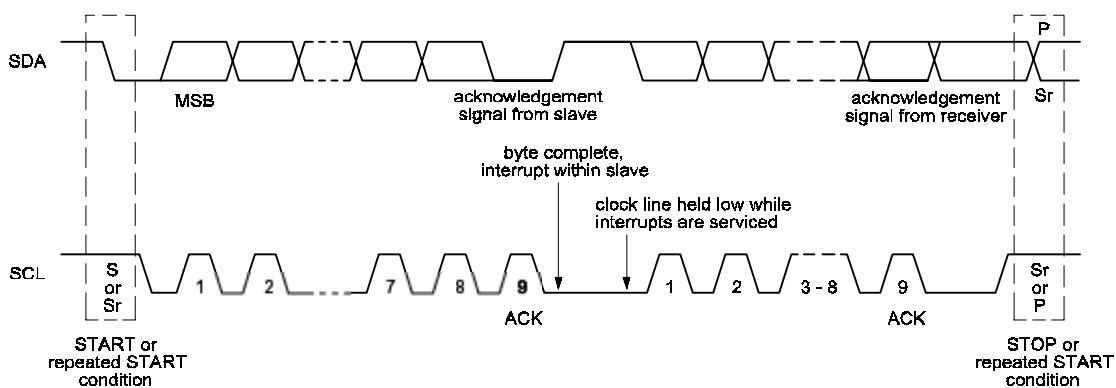 P
SDA
MSB
acknowledgement
signal from slave
acknowledgement
signal from receiver
Sr
byte complete,
interrupt within slave
clock line held low while
interrupts are serviced
SCL
S
or
Sr
1
2
7
8
9
1
2
3 - 8
9
Sr
or
P
ACK
ACK
START or
repeated START
condition
STOP or
repeated START
condition